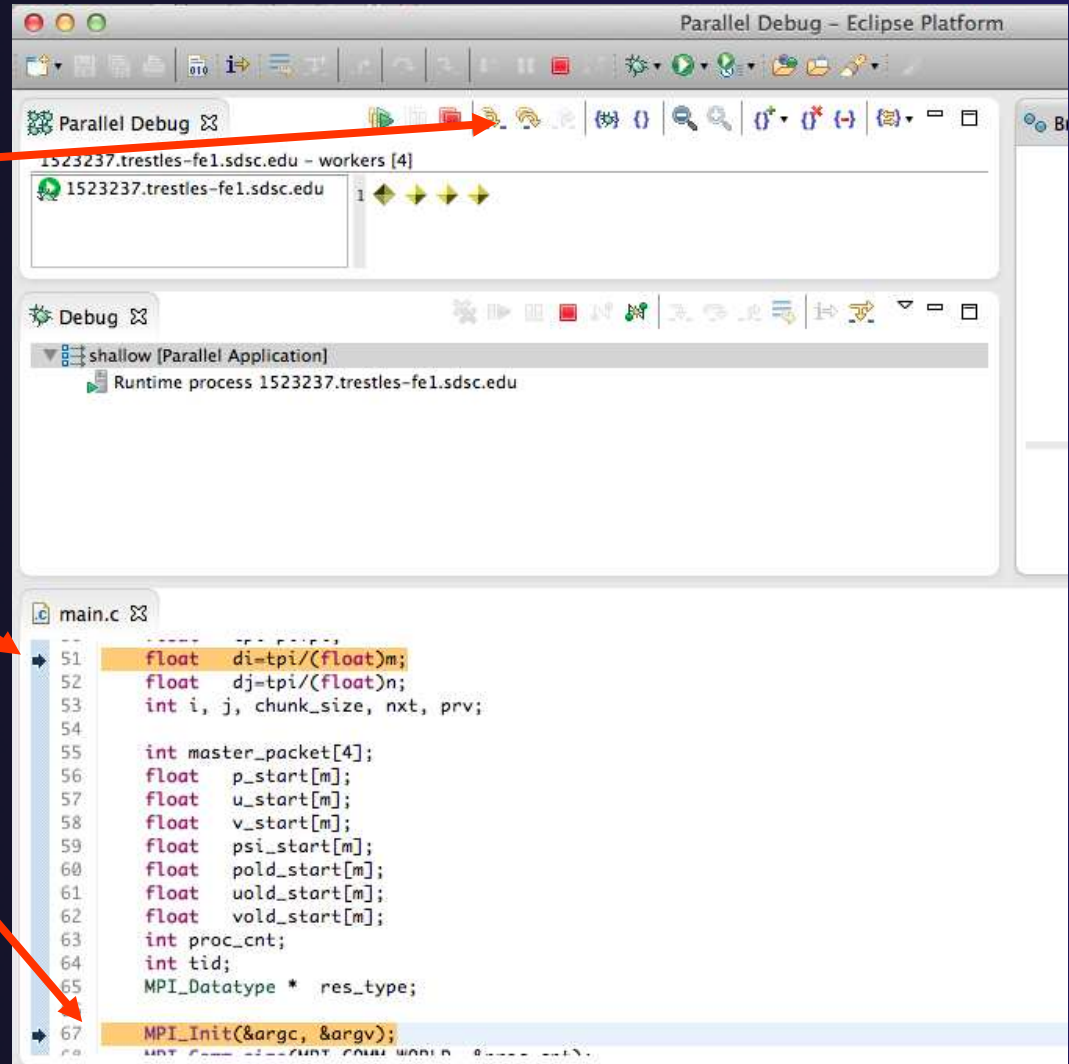 Parallel Debug - Eclipse Platform
Parallel Debug
Br
1523237.trestles-fe1.sdsc.edu - workers [4]
1523237.trestles-fe1.sdsc.edu
1
Debug
shallow [Parallel Application]
Runtime process 1523237.trestles-fe1.sdsc.edu
main.c
51 float di=tpi/(float)m;
52 float dj=tpi/(float)n;
53 int i, j, chunk_size, nxt, prv;
54
55 int master_packet[4];
56 float p_start[m];
57 float u_start[m];
58 float v_start[m];
59 float psi_start[m];
60 float pold_start[m];
61 float uold_start[m];
62 float vold_start[m];
63 int proc_cnt;
64 int tid;
65 MPI_Datatype * res_type;
67 MPI_Init(&argc, &argv);